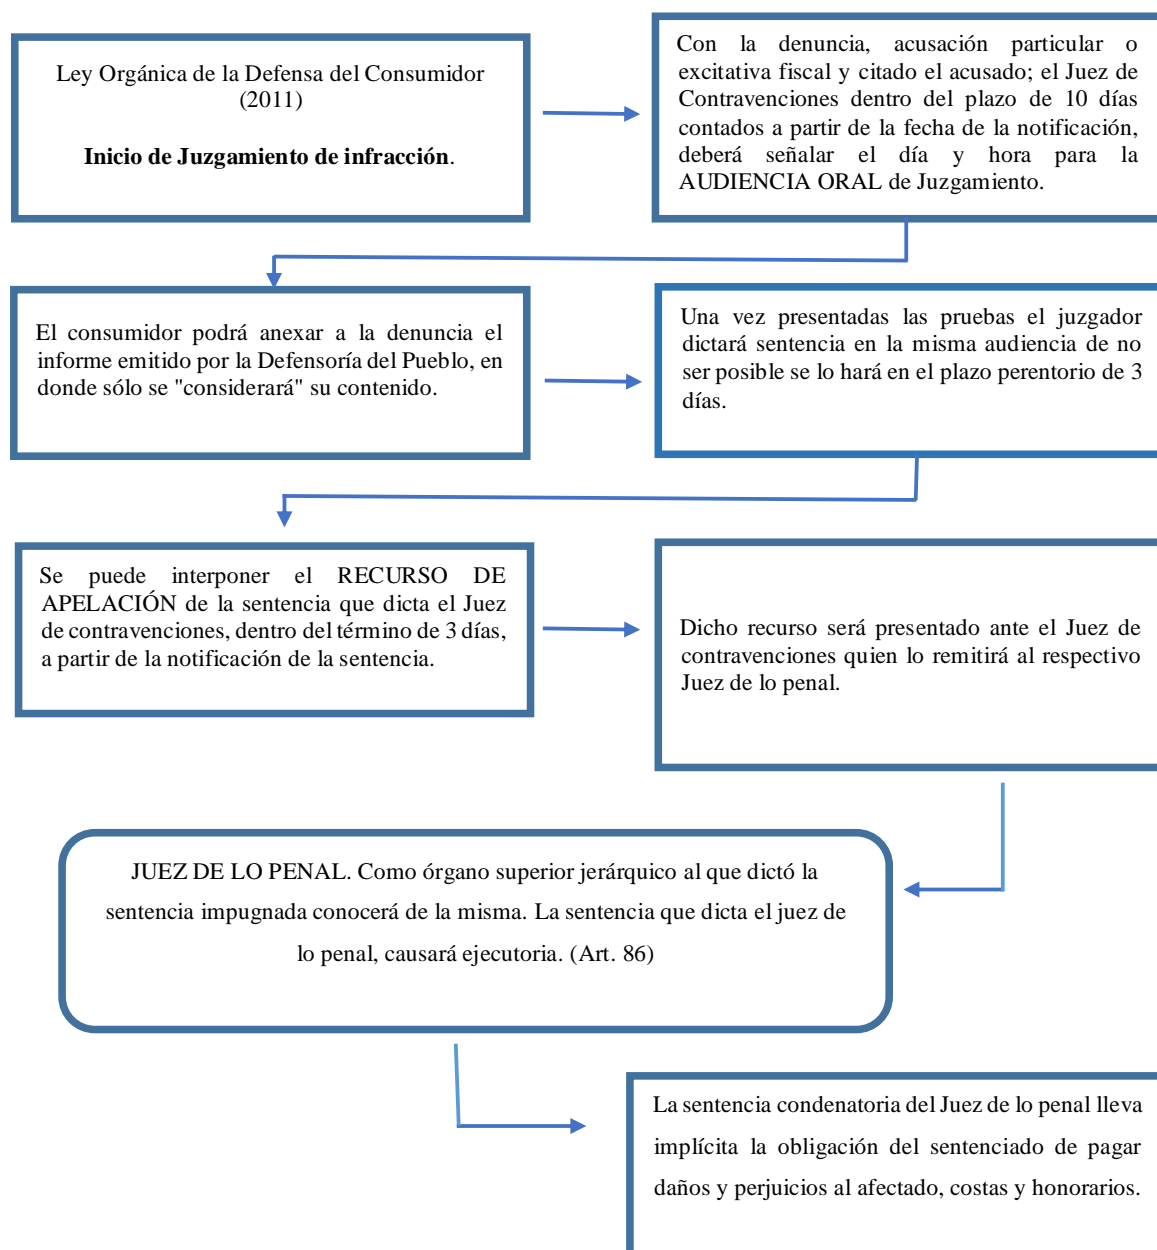 Ley Orgánica de la Defensa del Consumidor
(2011)
Inicio de Juzgamiento de infracción.
Con la denuncia, acusación particular o
excitativa fiscal y citado el acusado; el Juez de
Contravenciones dentro del plazo de 10 días
contados a partir de la fecha de la notificación,
deberá señalar el día y hora para la
AUDIENCIA ORAL de Juzgamiento.
El consumidor podrá anexar a la denuncia el
informe emitido por la Defensoría del Pueblo, en
donde sólo se "considerará" su contenido.
Una vez presentadas las pruebas el juzgador
dictará sentencia en la misma audiencia de no
ser posible se lo hará en el plazo perentorio de 3
días.
Se puede interponer el RECURSO DE
APELACIÓN de la sentencia que dicta el Juez
de contravenciones, dentro del término de 3 días,
a partir de la notificación de la sentencia.
Dicho recurso será presentado ante el Juez de
contravenciones quien lo remitirá al respectivo
Juez de lo penal.
JUEZ DE LO PENAL. Como órgano superior jerárquico al que dictó la
sentencia impugnada conocerá de la misma. La sentencia que dicta el juez de
lo penal, causará ejecutoria. (Art. 86)
La sentencia condenatoria del Juez de lo penal lleva
implícita la obligación del sentenciado de pagar
daños y perjuicios al afectado, costas y honorarios.